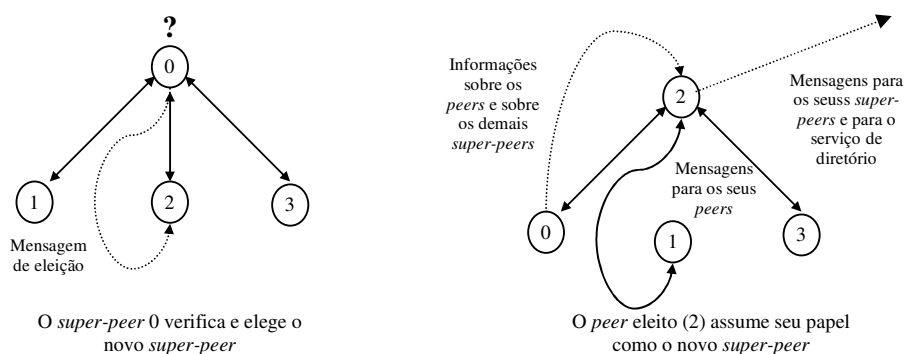 ?
0
1
2
3
Mensagem
de eleição
O super-peer 0 verifica e elege o
novo super-peer
Informações
sobre os
peers e sobre
os demais
super-peers
2
Mensagens para
os seuss super-
peers e para o
serviço de
diretório
Mensagens
para os seus
peers
0
1
3
O peer eleito (2) assume seu papel
como o novo super-peer